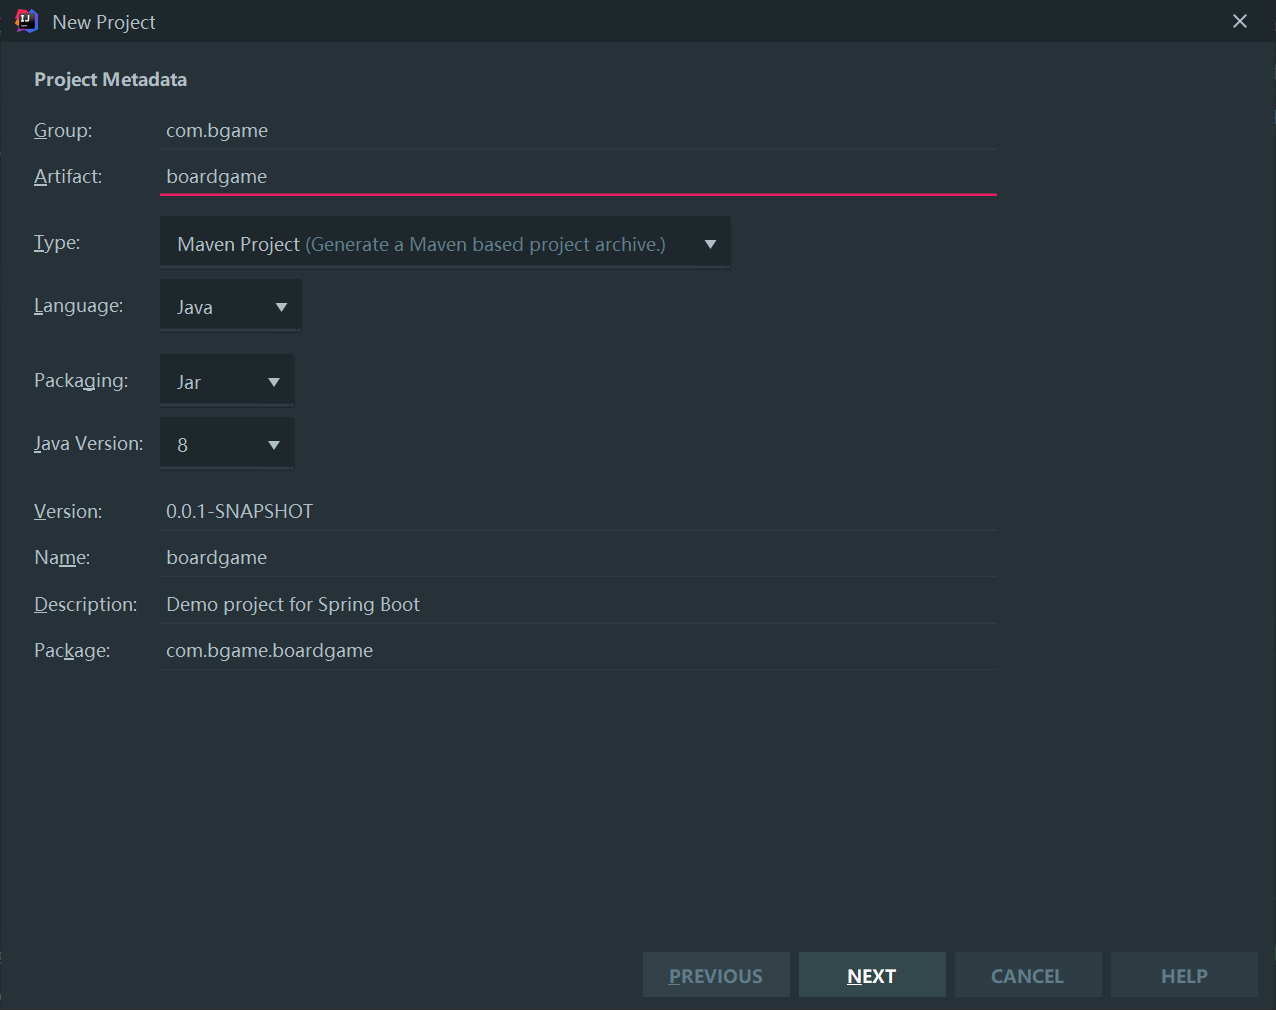 New Project
Project Metadata
Group: com.bgame
Artifact: boardgame
Type: Maven Project (Generate a Maven based project archive.)
Language: Java
Packaging: Jar
Java Version: 8
Version: 0.0.1-SNAPSHOT
Name: boardgame
Description: Demo project for Spring Boot
Package: com.bgame.boardgame
PREVIOUS NEXT CANCEL HELP